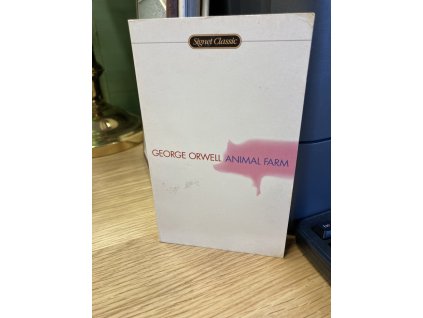 Signet Classic
GEORGE ORWELL ANIMAL FARM